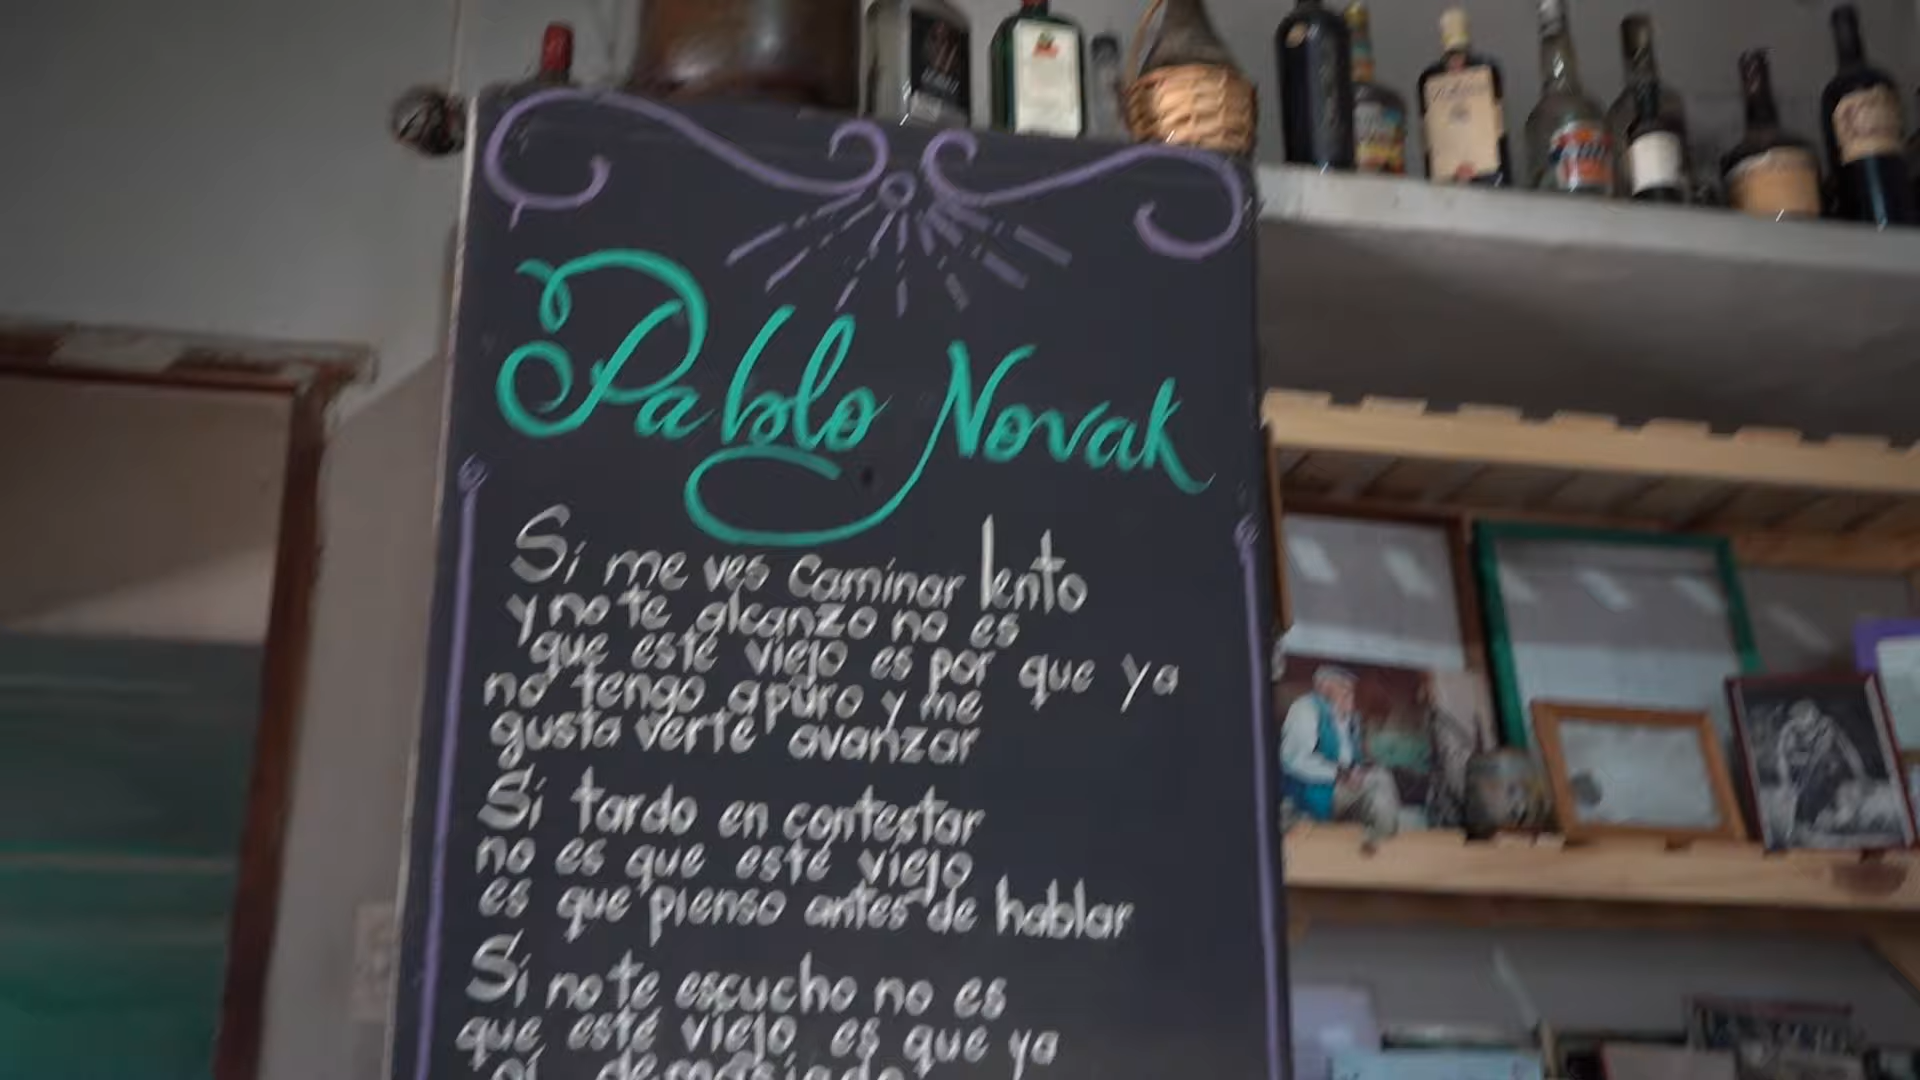 Pablo Novak
Si me ves caminar lento
y no te alcanzo no es
que esté viejo es por que ya
no tengo apuro y me
gusta verte avanzar
Si tardo en contestar
no es que esté viejo
es que pienso antes de hablar
Si no te escucho no es
que esté viejo, es que ya
oí demasiado